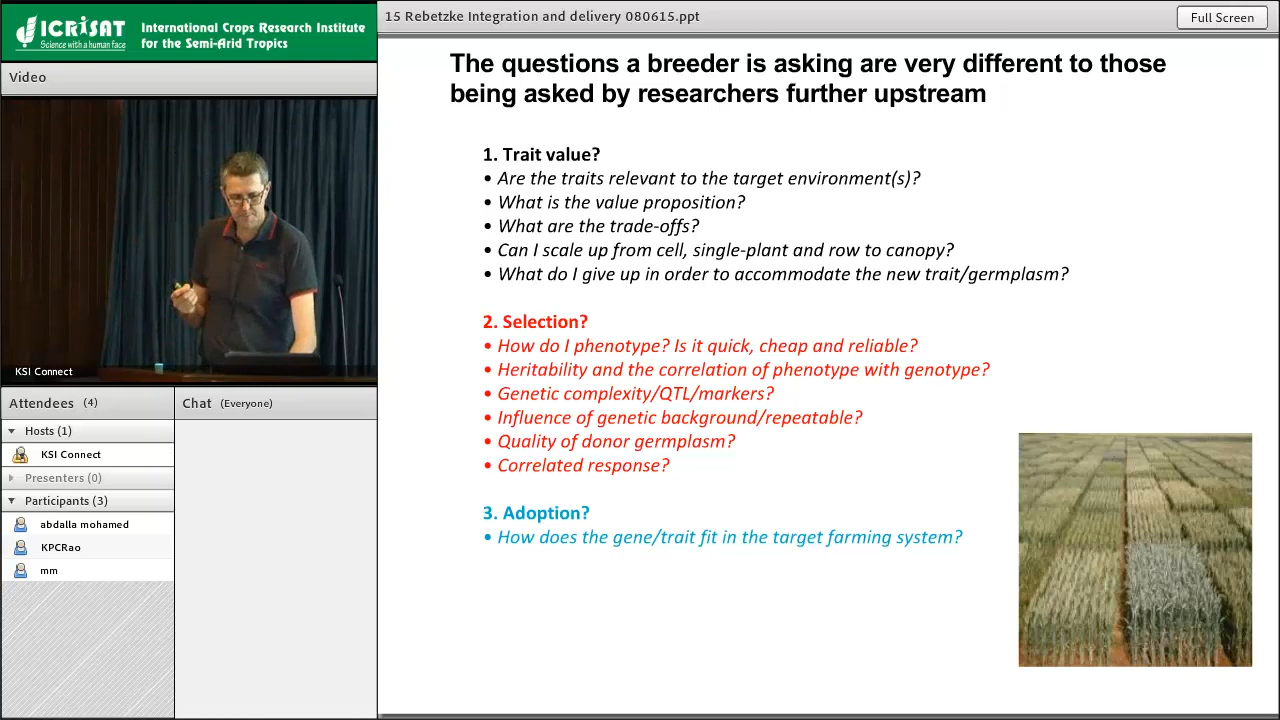 ICRISAT
Science with a human face
International Crops Research Institute
for the Semi-Arid Tropics
15 Rebetzke Integration and delivery 080615.ppt
Full Screen
Video
KSI Connect
Attendees (4)
Hosts (1)
KSI Connect
Presenters (0)
Participants (3)
abdalla mohamed
KPCRao
mm
Chat (Everyone)
The questions a breeder is asking are very different to those
being asked by researchers further upstream
1. Trait value?
• Are the traits relevant to the target environment(s)?
• What is the value proposition?
• What are the trade-offs?
• Can I scale up from cell, single-plant and row to canopy?
• What do I give up in order to accommodate the new trait/germplasm?
2. Selection?
• How do I phenotype? Is it quick, cheap and reliable?
• Heritability and the correlation of phenotype with genotype?
• Genetic complexity/QTL/markers?
• Influence of genetic background/repeatable?
• Quality of donor germplasm?
• Correlated response?
3. Adoption?
• How does the gene/trait fit in the target farming system?